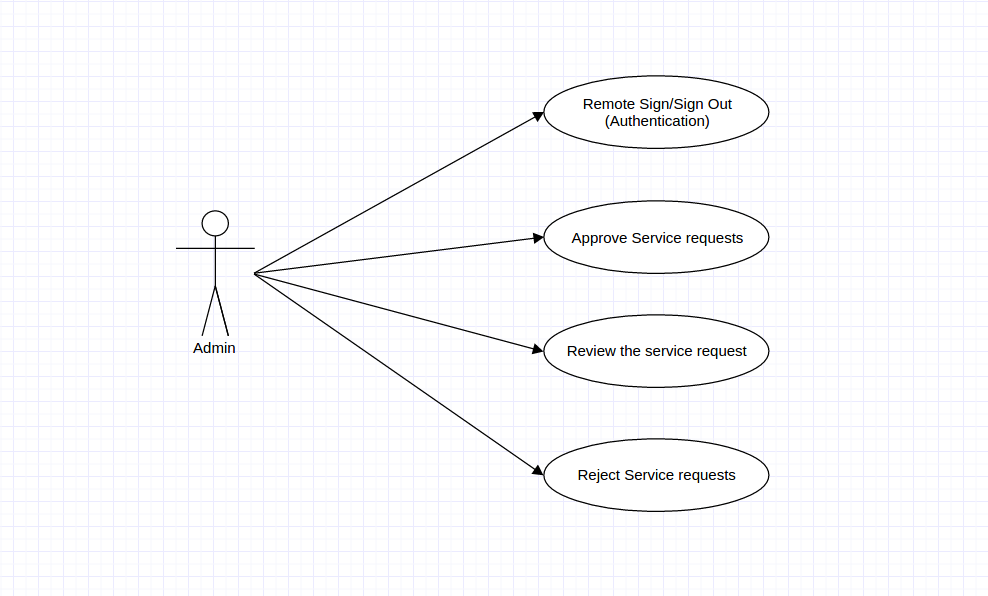 Remote Sign/Sign Out
(Authentication)
Approve Service requests
Admin
Review the service request
Reject Service requests